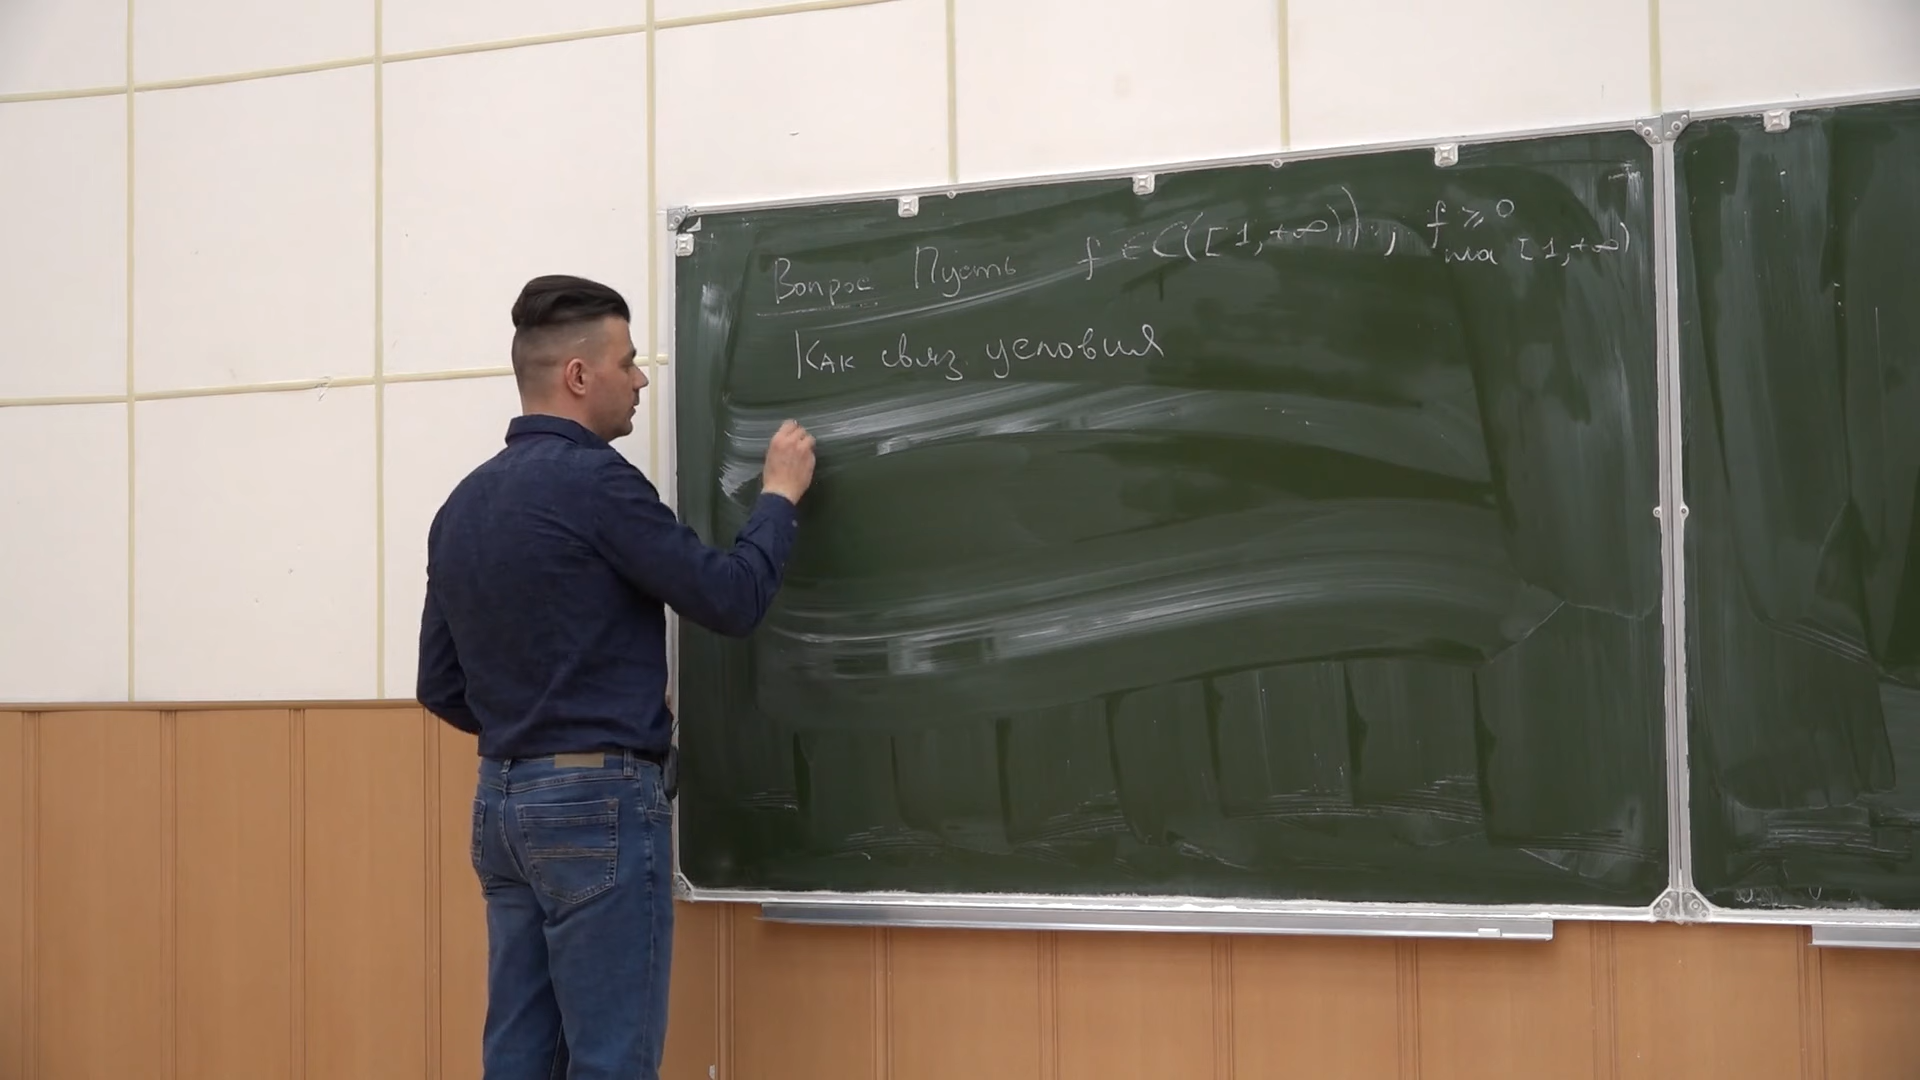 Вопрос Пусть f ∈ C([1,+∞)), f ≥ 0 на [1,+∞)
Как связ. условия